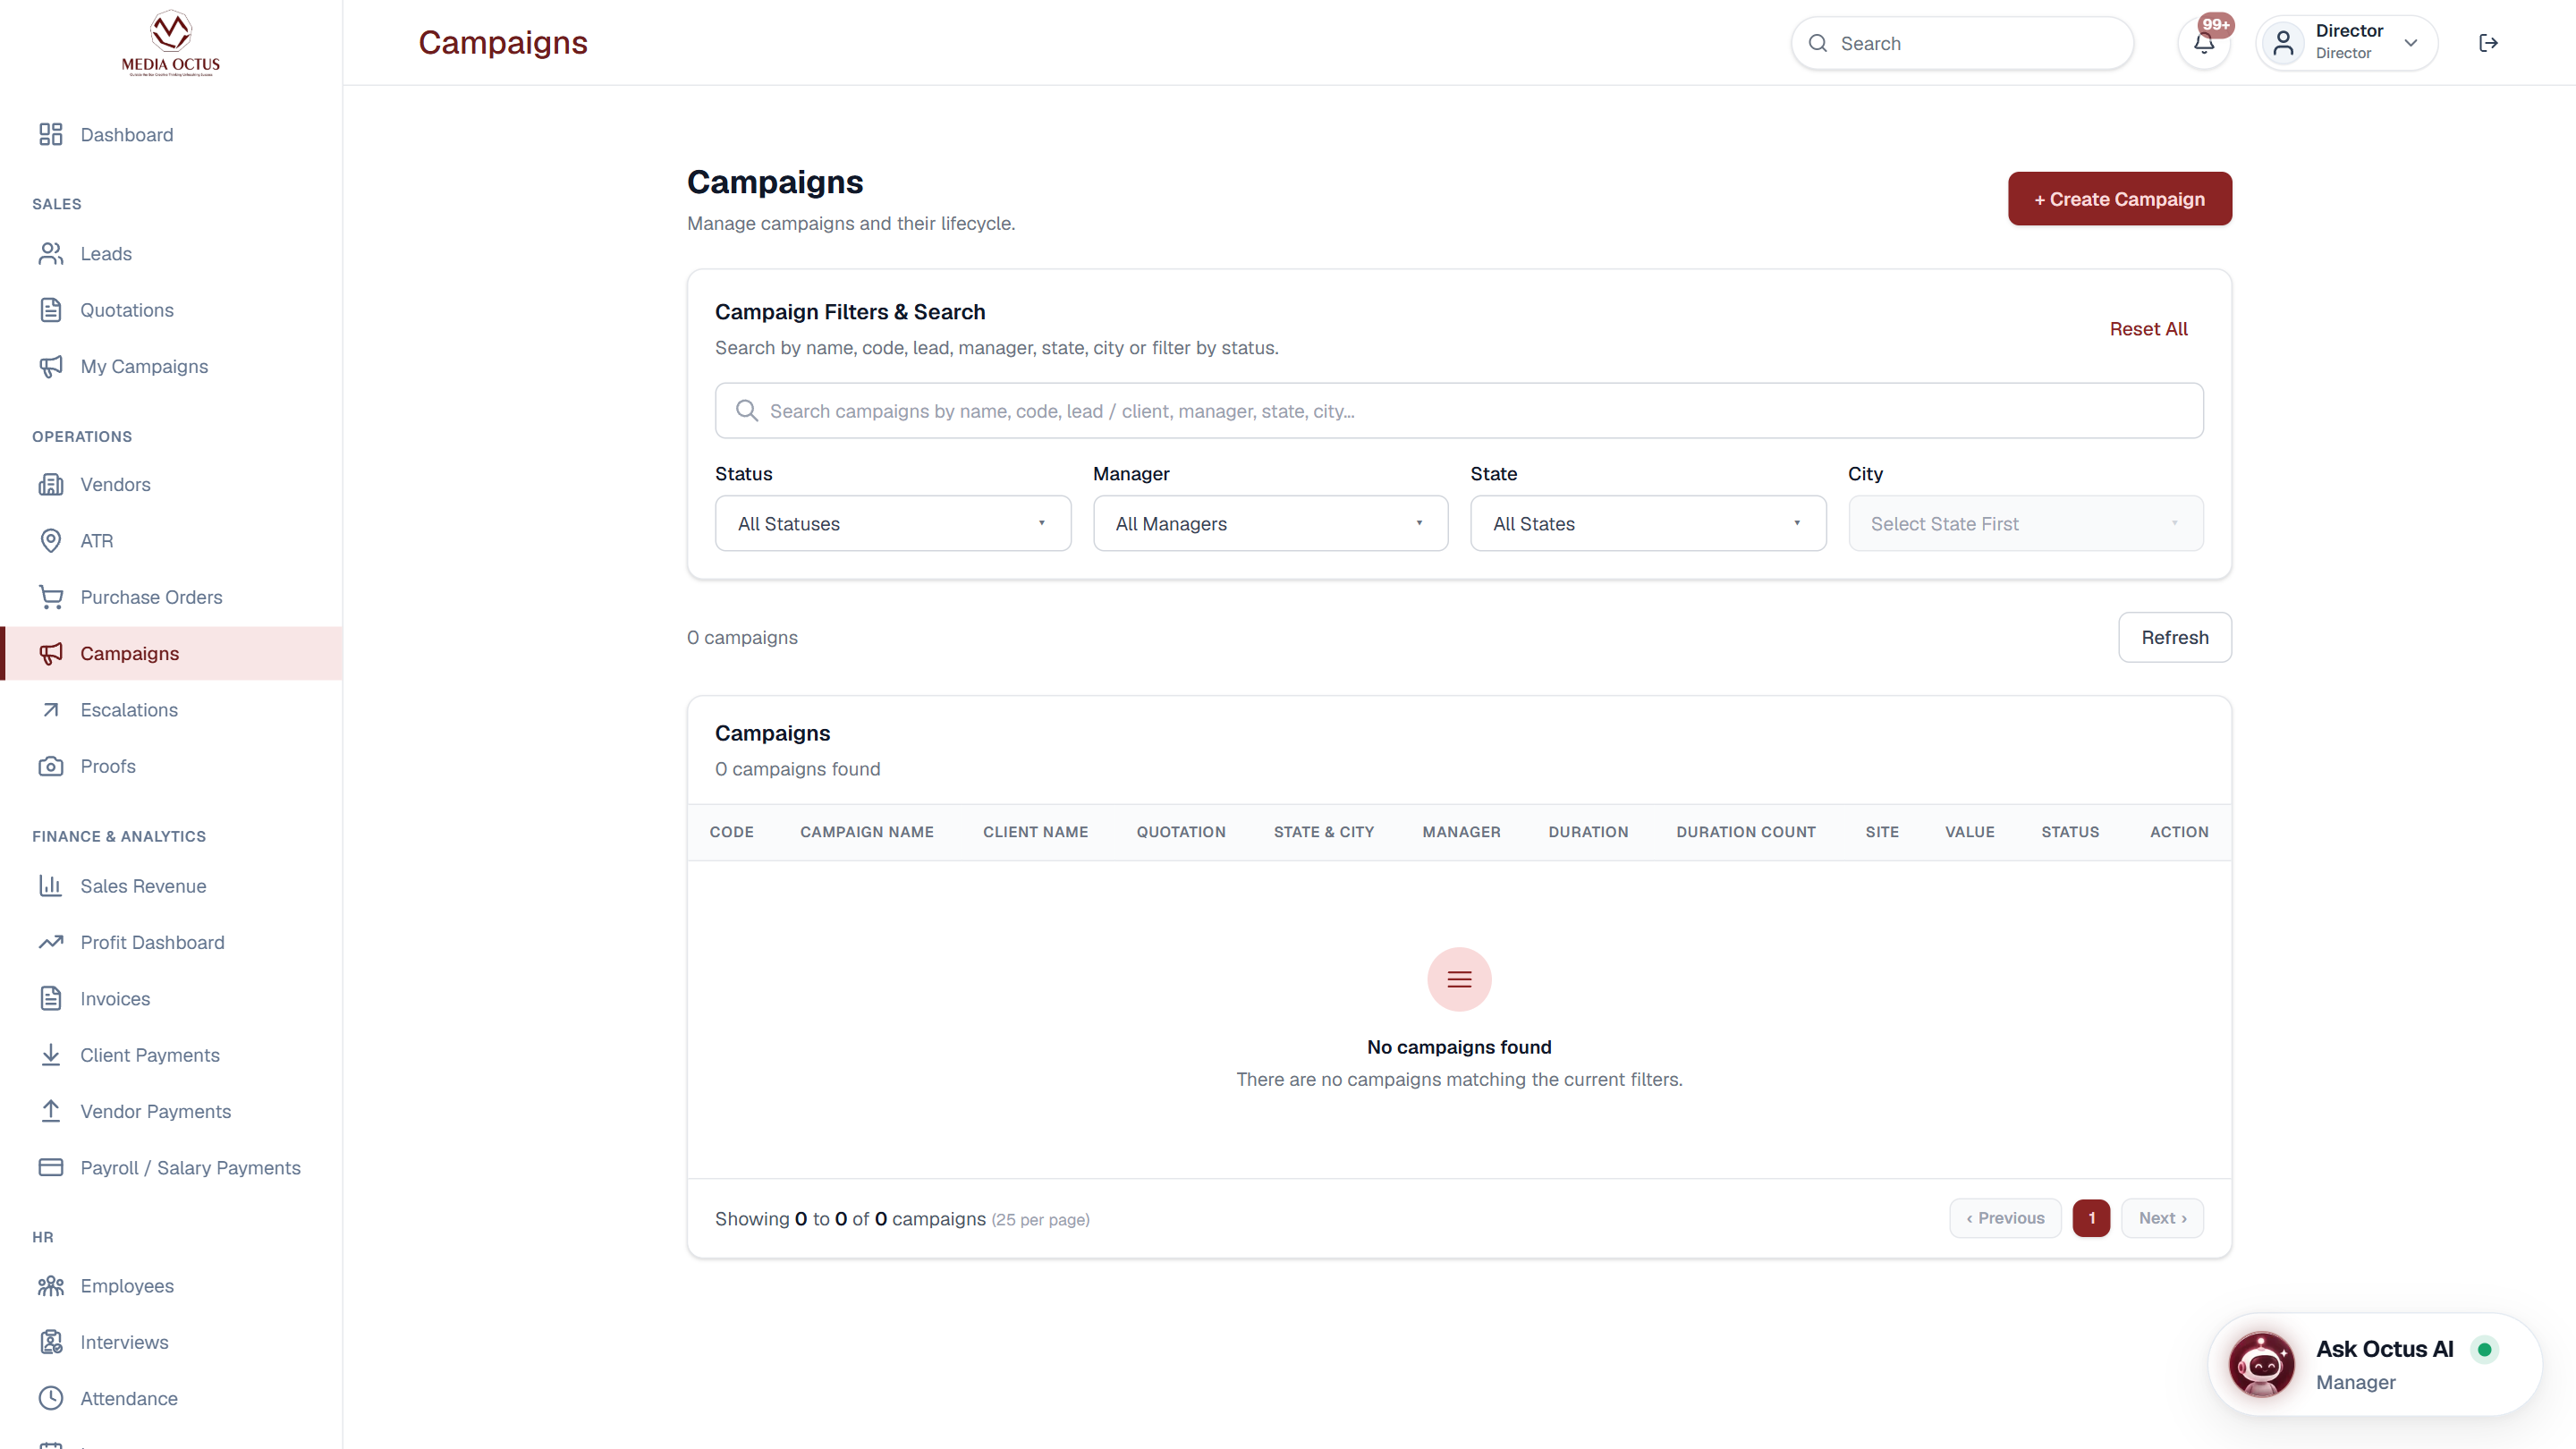 MEDIA OCTUS
Dashboard
SALES
Leads
Quotations
My Campaigns
OPERATIONS
Vendors
ATR
Purchase Orders
Campaigns
Escalations
Proofs
FINANCE & ANALYTICS
Sales Revenue
Profit Dashboard
Invoices
Client Payments
Vendor Payments
Payroll / Salary Payments
HR
Employees
Interviews
Attendance
Campaigns
Search
99+
Director
Director
Campaigns
Manage campaigns and their lifecycle.
+ Create Campaign
Campaign Filters & Search
Search by name, code, lead, manager, state, city or filter by status.
Reset All
Search campaigns by name, code, lead / client, manager, state, city...
Status Manager State City
All Statuses All Managers All States Select State First
0 campaigns
Refresh
Campaigns
0 campaigns found
CODE CAMPAIGN NAME CLIENT NAME QUOTATION STATE & CITY MANAGER DURATION DURATION COUNT SITE VALUE STATUS ACTION
No campaigns found
There are no campaigns matching the current filters.
Showing 0 to 0 of 0 campaigns (25 per page)
‹ Previous 1 Next ›
Ask Octus AI
Manager